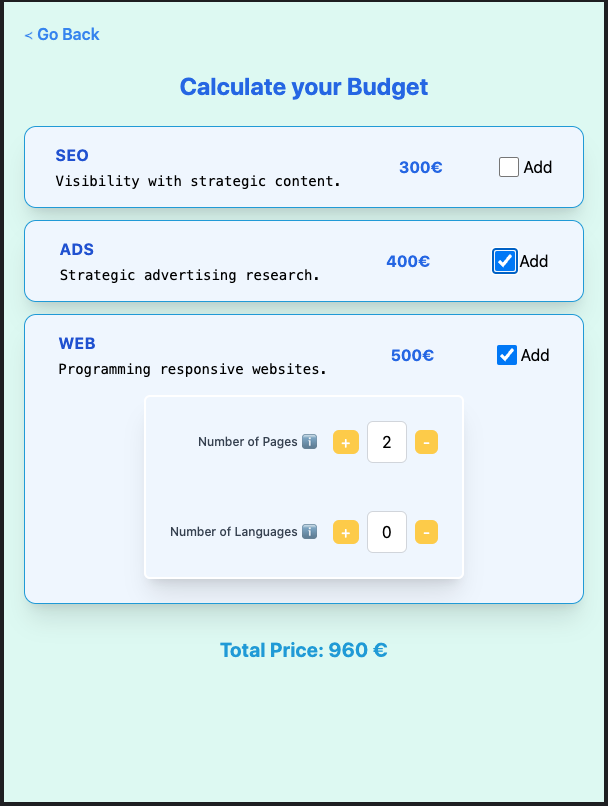 < Go Back
Calculate your Budget
SEO
Visibility with strategic content.
300€
Add
ADS
Strategic advertising research.
400€
Add
WEB
Programming responsive websites.
500€
Add
Number of Pages ℹ️ + 2 -
Number of Languages ℹ️ + 0 -
Total Price: 960 €